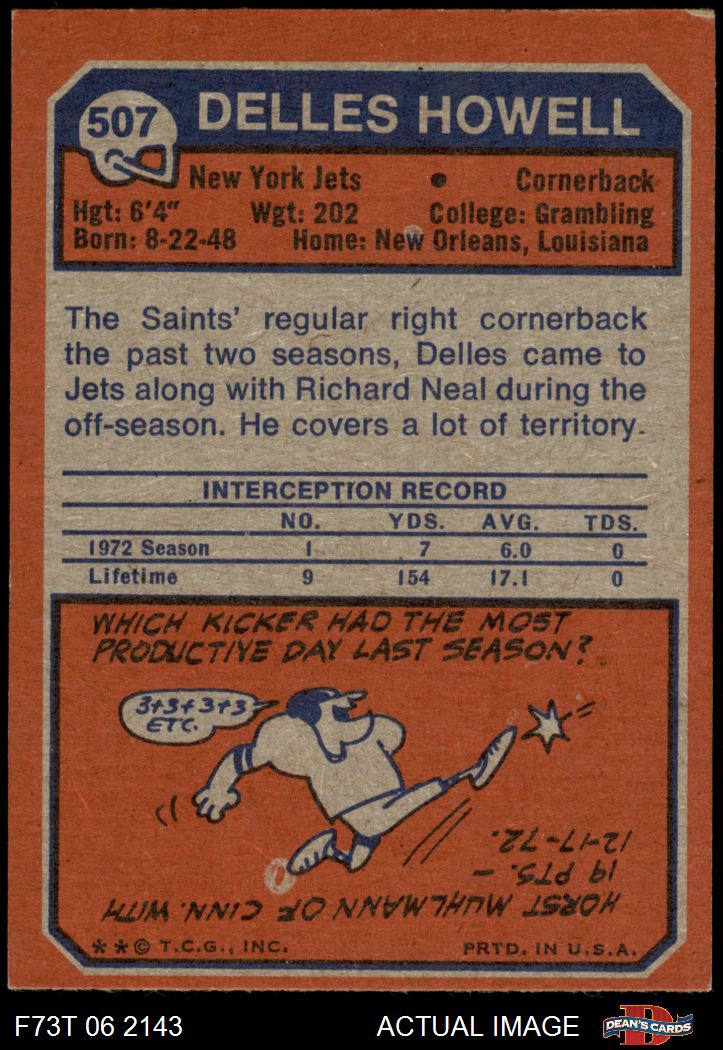 507
DELLES HOWELL
New York Jets • Cornerback
Hgt: 6'4" Wgt: 202 College: Grambling
Born: 8-22-48 Home: New Orleans, Louisiana
The Saints' regular right cornerback
the past two seasons, Delles came to
Jets along with Richard Neal during the
off-season. He covers a lot of territory.
INTERCEPTION RECORD
NO. YDS. AVG. TDS.
1972 Season 1 7 6.0 0
Lifetime 9 154 17.1 0
WHICH KICKER HAD THE MOST
PRODUCTIVE DAY LAST SEASON?
3+3+3+3
ETC.
HORST MUHLMANN OF CINN. WITH
19 PTS. –
12-17-72.
**© T.C.G., INC. PRTD. IN U.S.A.
F73T 06 2143 ACTUAL IMAGE
D
DEAN'S CARDS